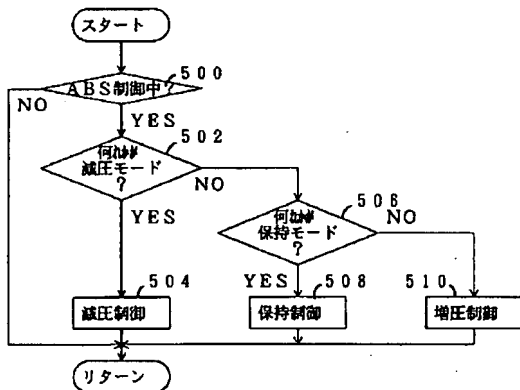 スタート
500
ABS制御中?
NO
YES
502
減圧モード
?
NO
YES
506
保持モード
?
NO
YES
504
減圧制御
508
保持制御
510
増圧制御
リターン